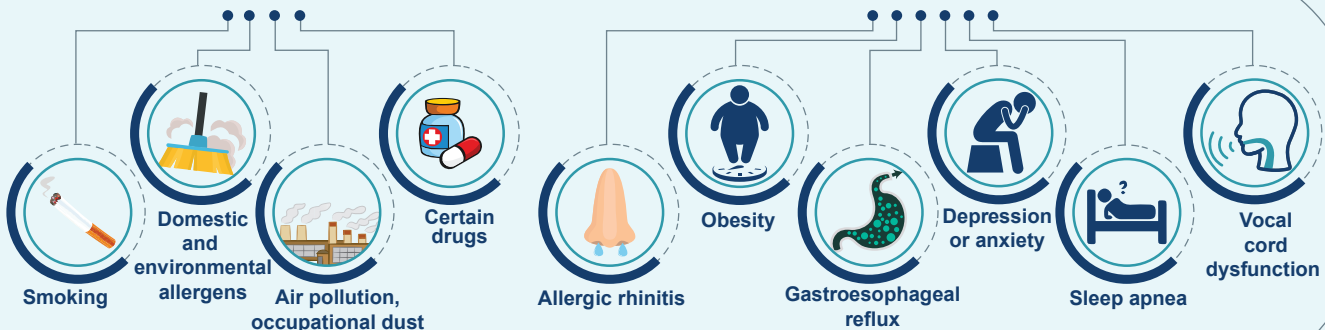 Smoking
Domestic
and
environmental
allergens
Air pollution,
occupational dust
Certain
drugs
Allergic rhinitis
Obesity
Gastroesophageal
reflux
Depression
or anxiety
?
Sleep apnea
Vocal
cord
dysfunction